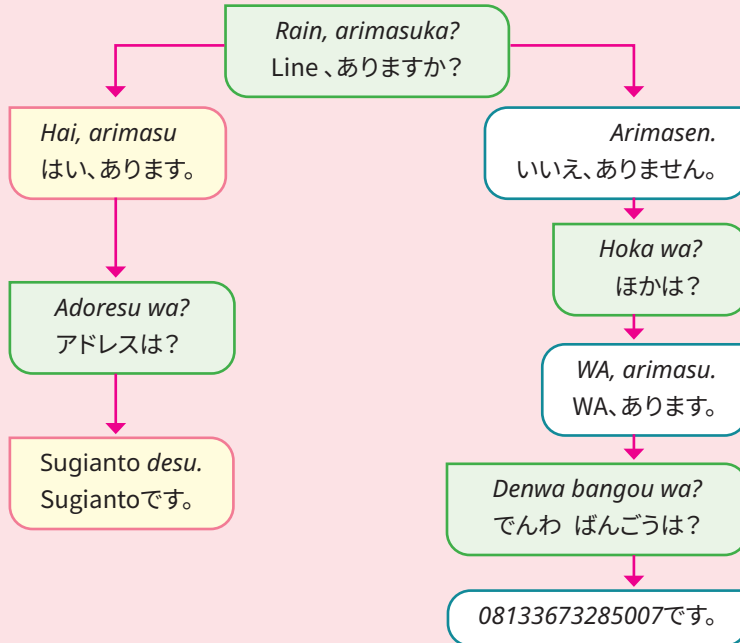 Rain, arimasuka?
Line 、ありますか？
Hai, arimasu
はい、あります。
Adoresu wa?
アドレスは？
Sugianto desu.
Sugiantoです。
Arimasen.
いいえ、ありません。
Hoka wa?
ほかは？
WA, arimasu.
WA、あります。
Denwa bangou wa?
でんわ ばんごうは？
08133673285007です。